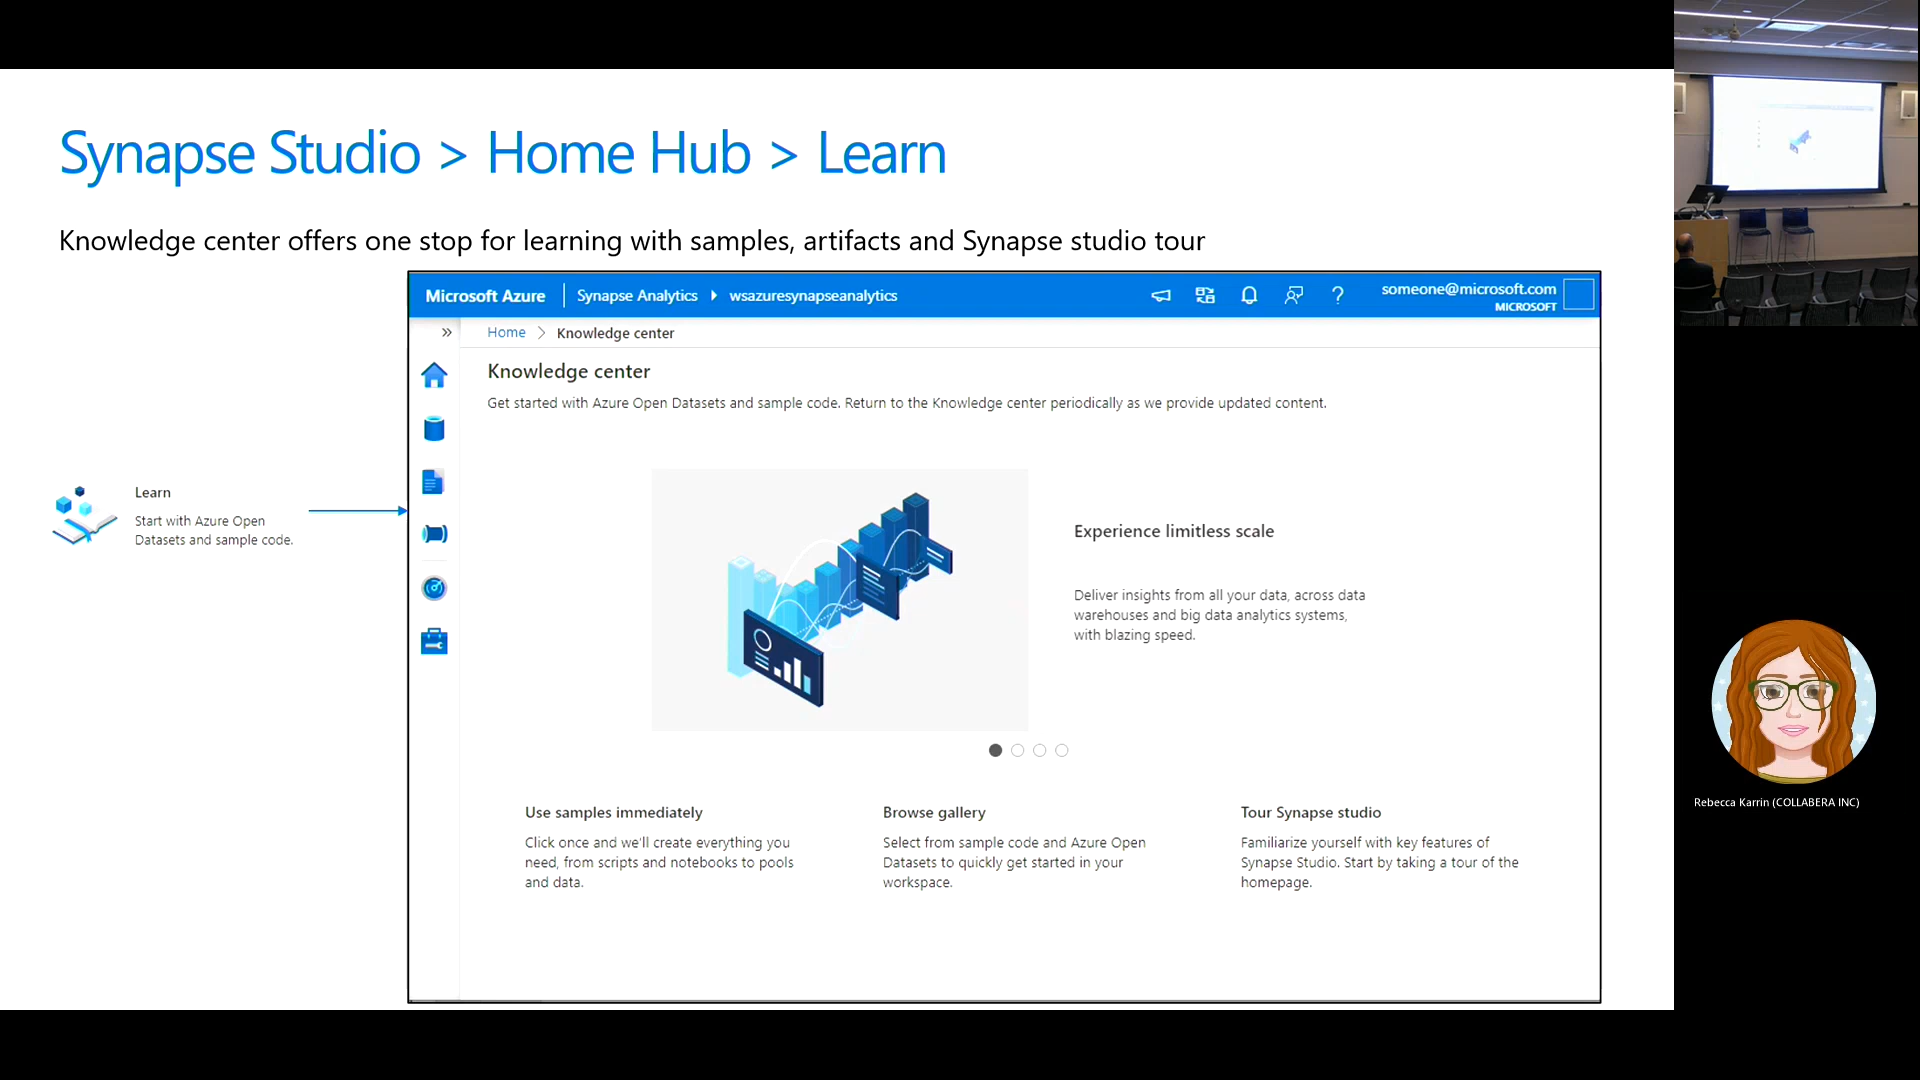 Synapse Studio > Home Hub > Learn
Knowledge center offers one stop for learning with samples, artifacts and Synapse studio tour
Microsoft Azure
Synapse Analytics
wsazuresynapseanalytics
?
someone@microsoft.com
MICROSOFT
»
Home > Knowledge center
Knowledge center
Get started with Azure Open Datasets and sample code. Return to the Knowledge center periodically as we provide updated content.
Learn
Start with Azure Open
Datasets and sample code.
Experience limitless scale
Deliver insights from all your data, across data
warehouses and big data analytics systems,
with blazing speed.
Use samples immediately
Click once and we'll create everything you
need, from scripts and notebooks to pools
and data.
Browse gallery
Select from sample code and Azure Open
Datasets to quickly get started in your
workspace.
Tour Synapse studio
Familiarize yourself with key features of
Synapse Studio. Start by taking a tour of the
homepage.
Rebecca Karrin (COLLABERA INC)